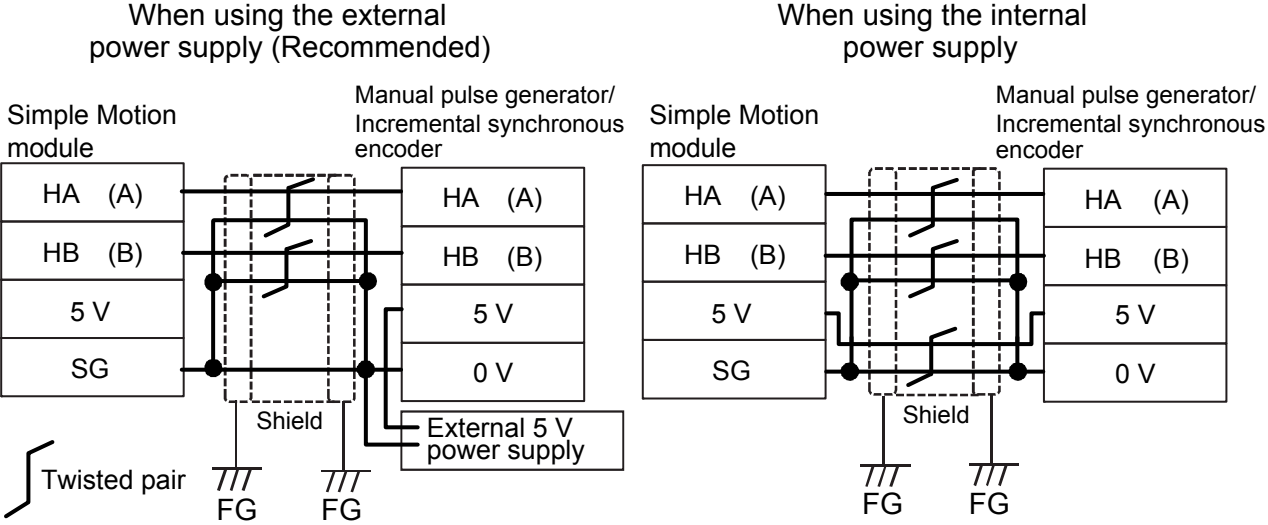 When using the external
power supply (Recommended)
Simple Motion
module
Manual pulse generator/
Incremental synchronous
encoder
HA (A)
HA (A)
HB (B)
HB (B)
5 V
5 V
SG
0 V
Shield
External 5 V
power supply
Twisted pair
FG
FG
When using the internal
power supply
Simple Motion
module
Manual pulse generator/
Incremental synchronous
encoder
HA (A)
HA (A)
HB (B)
HB (B)
5 V
5 V
SG
0 V
Shield
FG
FG